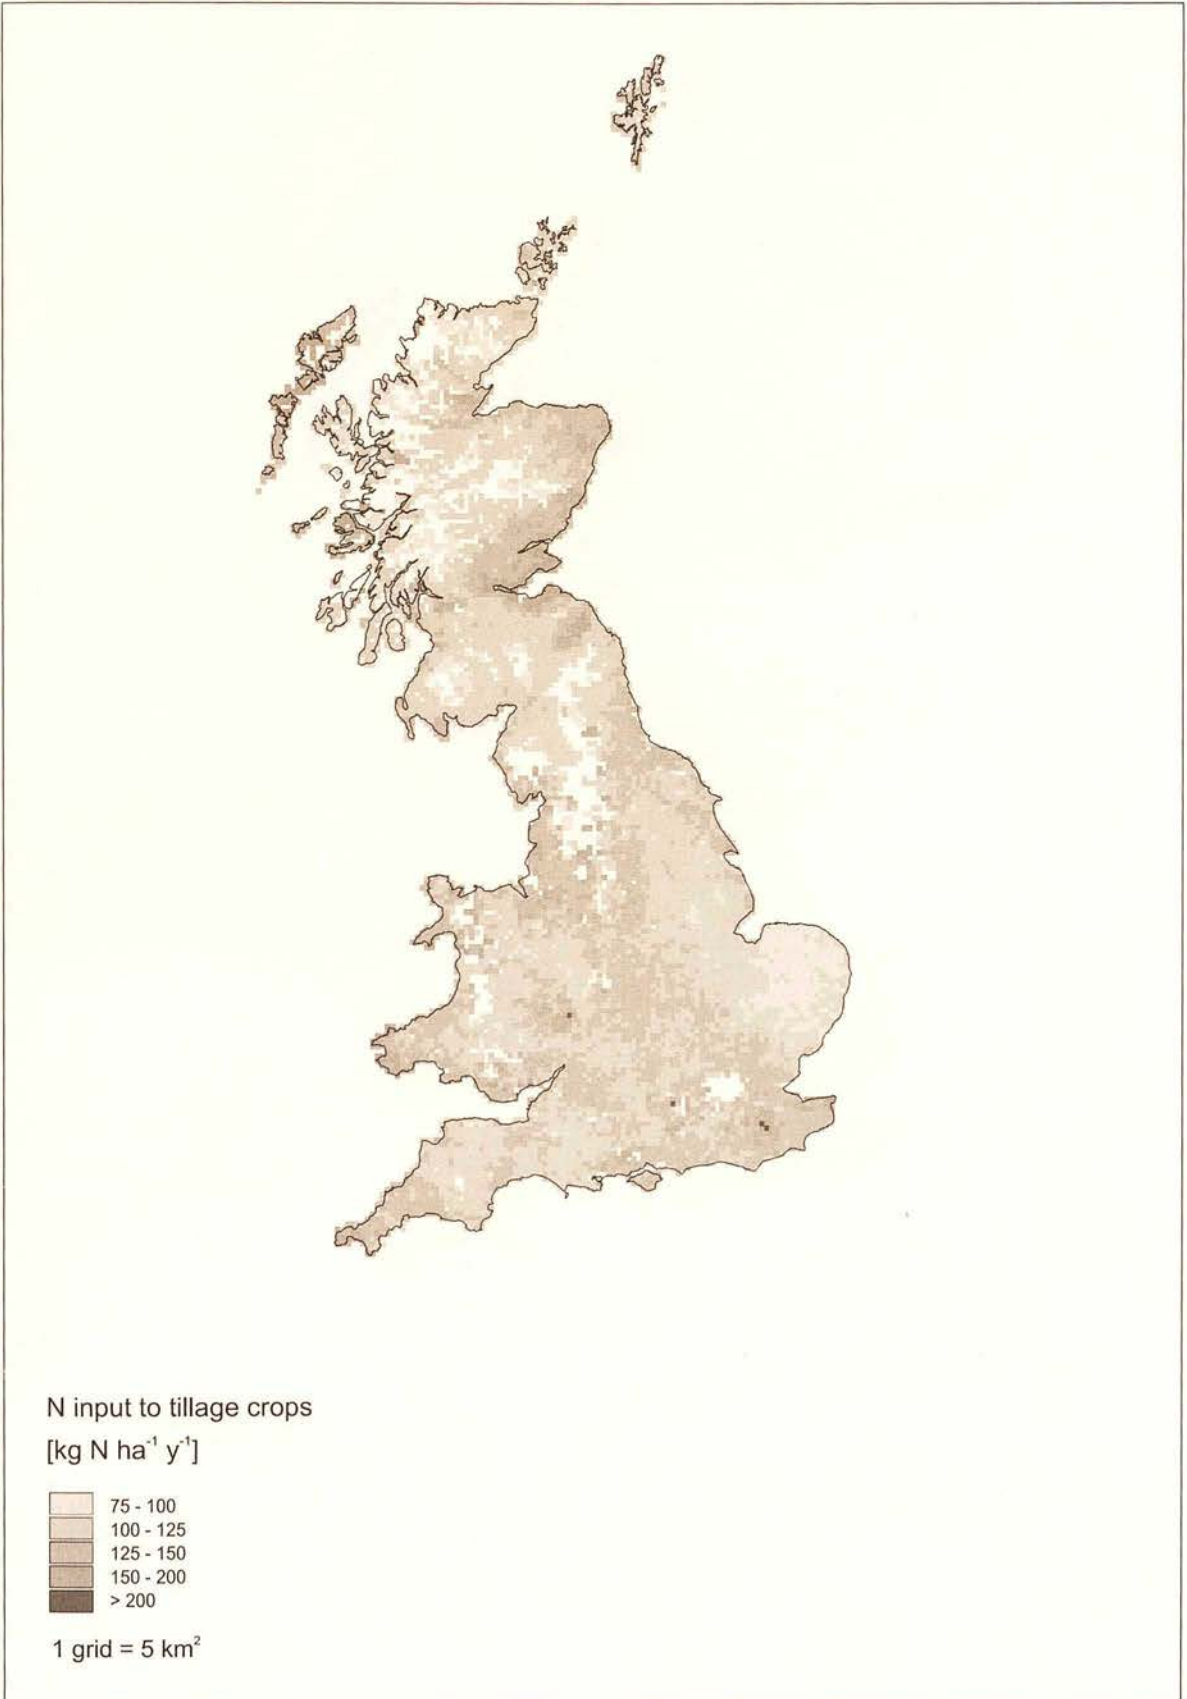 N input to tillage crops
[kg N ha⁻¹ y⁻¹]
75 - 100
100 - 125
125 - 150
150 - 200
> 200
1 grid = 5 km²